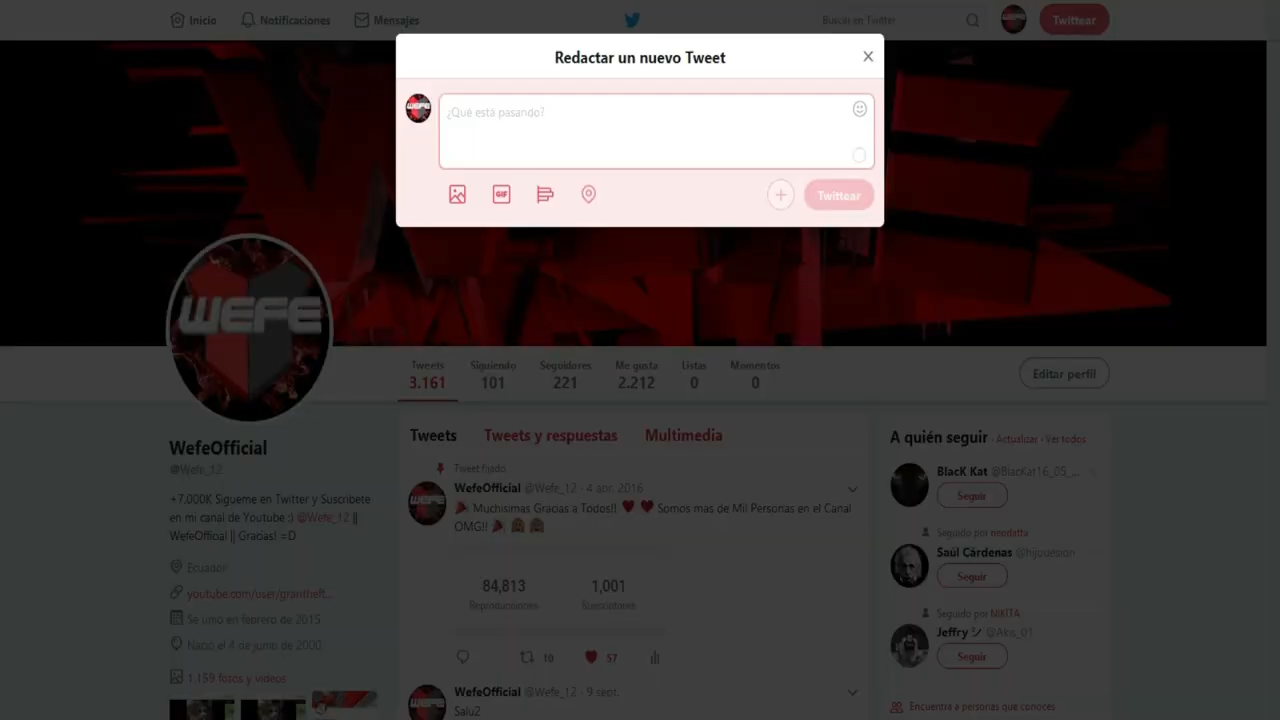 Inicio
Notificaciones
Mensajes
Buscar en Twitter
Twittear
Redactar un nuevo Tweet
WEFE
¿Qué está pasando?
GIF
Twittear
WEFE
Tweets
3.161
Siguiendo
101
Seguidores
221
Me gusta
2.212
Listas
0
Momentos
0
Editar perfil
WefeOfficial
@Wefe_12
+7.000K Sigueme en Twitter y Suscribete
en mi canal de Youtube :) @Wefe_12 ||
WefeOfficial || Gracias! =D
Ecuador
youtube.com/user/grantheft...
Se unió en febrero de 2015
Nació el 4 de junio de 2000
1.159 fotos y videos
Tweets
Tweets y respuestas
Multimedia
Tweet fijado
WefeOfficial @Wefe_12 - 4 abr. 2016
Muchisimas Gracias a Todos!! Somos mas de Mil Personas en el Canal
OMG!!
84,813
Reproducciones
1,001
Suscriptores
10
57
WefeOfficial @Wefe_12 - 9 sept.
Salu2
A quién seguir · Actualizar · Ver todos
BlacK Kat @BlacKat16_05_...
Seguir
Seguido por
Saúl Cárdenas @hijodesion
Seguir
Seguido por NIKITA
Jeffry シ
Seguir
Encuentra a personas que conoces